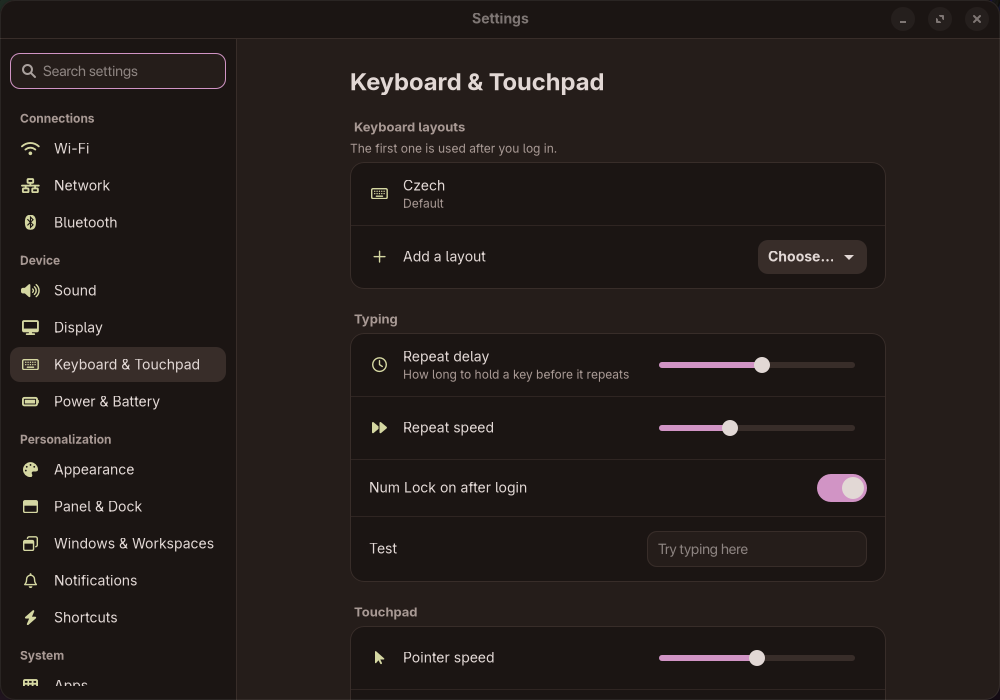 Settings
Search settings
Connections
Wi-Fi
Network
Bluetooth
Device
Sound
Display
Keyboard & Touchpad
Power & Battery
Personalization
Appearance
Panel & Dock
Windows & Workspaces
Notifications
Shortcuts
System
Apps
Keyboard & Touchpad
Keyboard layouts
The first one is used after you log in.
Czech
Default
Add a layout
Choose...
Typing
Repeat delay
How long to hold a key before it repeats
Repeat speed
Num Lock on after login
Test
Try typing here
Touchpad
Pointer speed